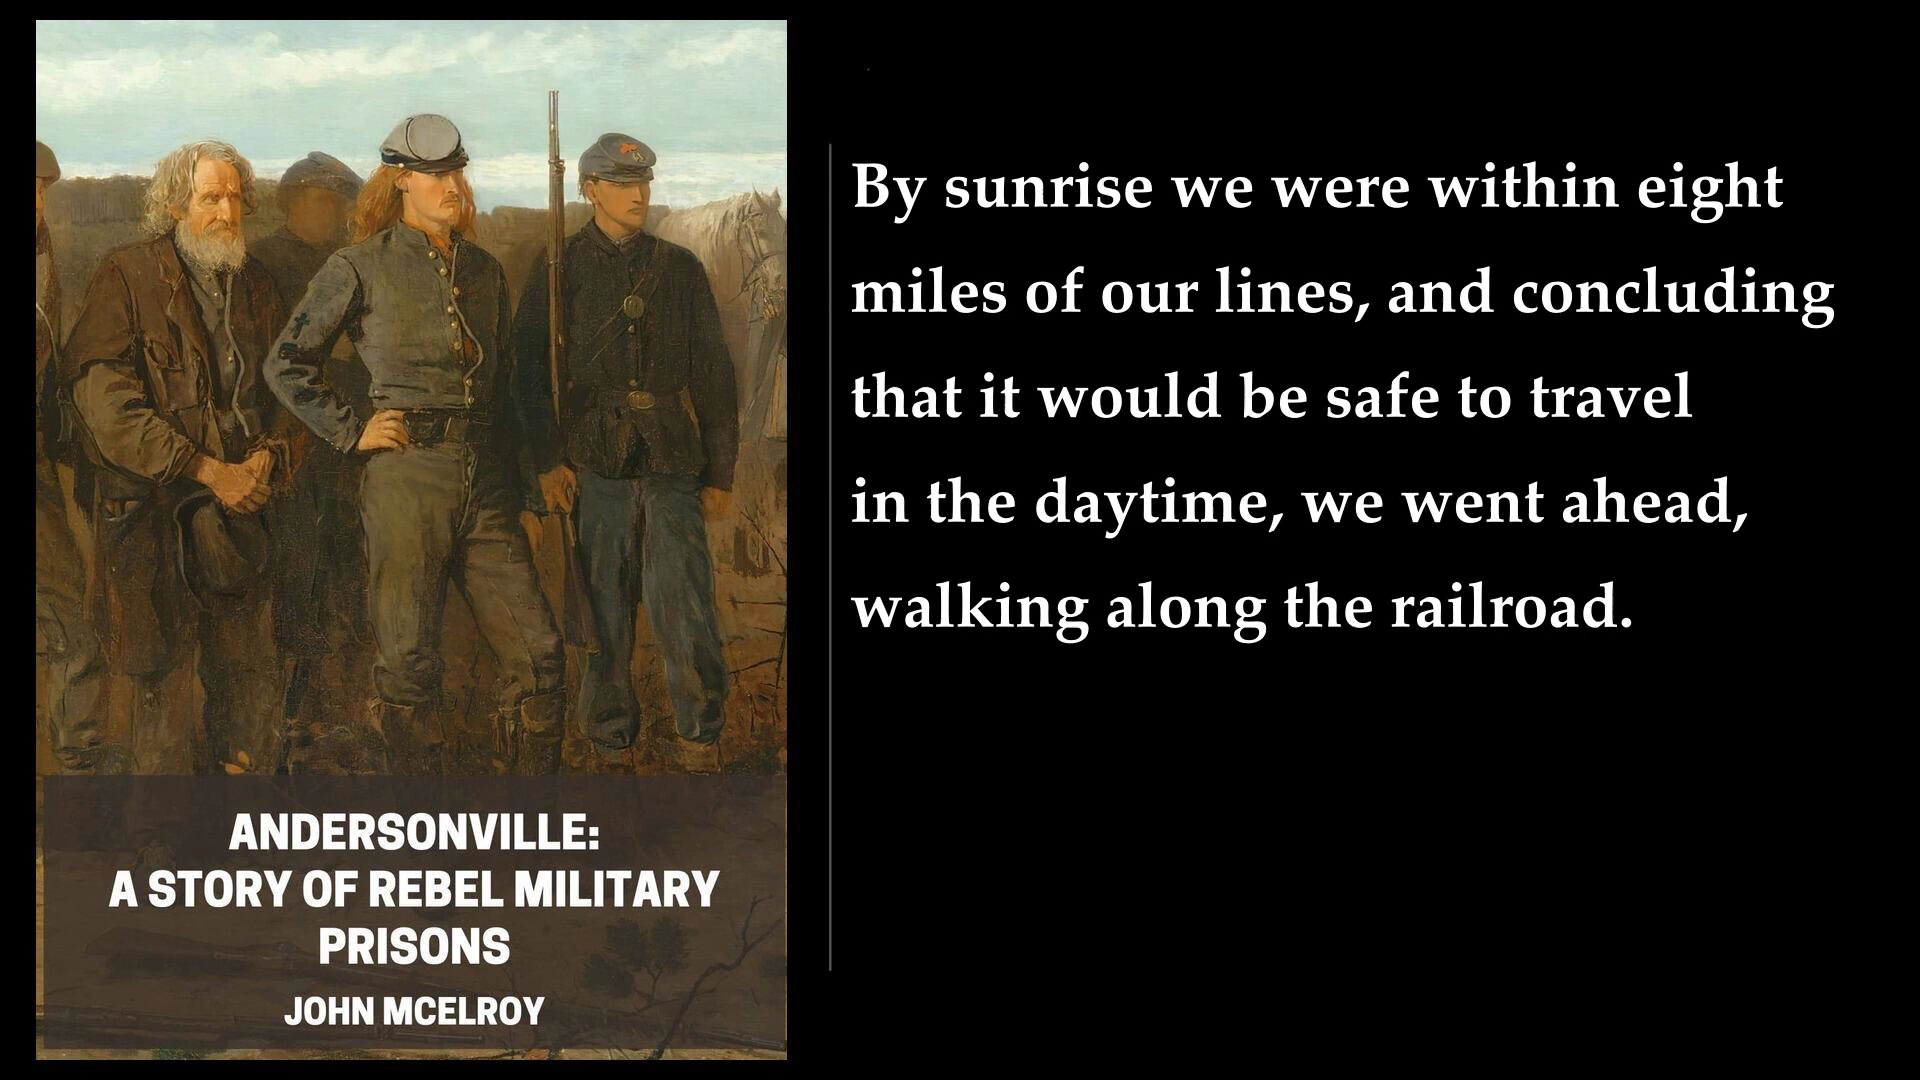 By sunrise we were within eight
miles of our lines, and concluding
that it would be safe to travel
in the daytime, we went ahead,
walking along the railroad.
ANDERSONVILLE:
A STORY OF REBEL MILITARY
PRISONS
JOHN MCELROY